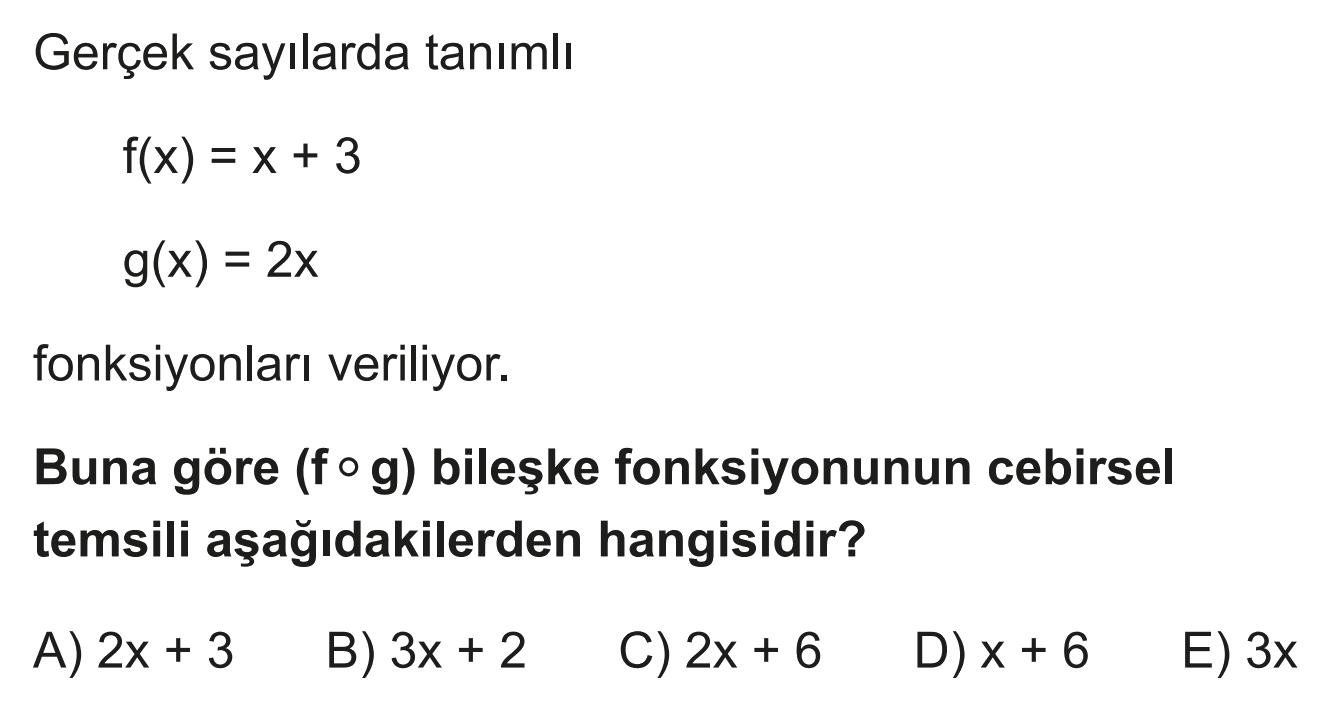 Gerçek sayılarda tanımlı
f(x) = x + 3
g(x) = 2x
fonksiyonları veriliyor.
Buna göre (f ∘ g) bileşke fonksiyonunun cebirsel
temsili aşağıdakilerden hangisidir?
A) 2x + 3 B) 3x + 2 C) 2x + 6 D) x + 6 E) 3x